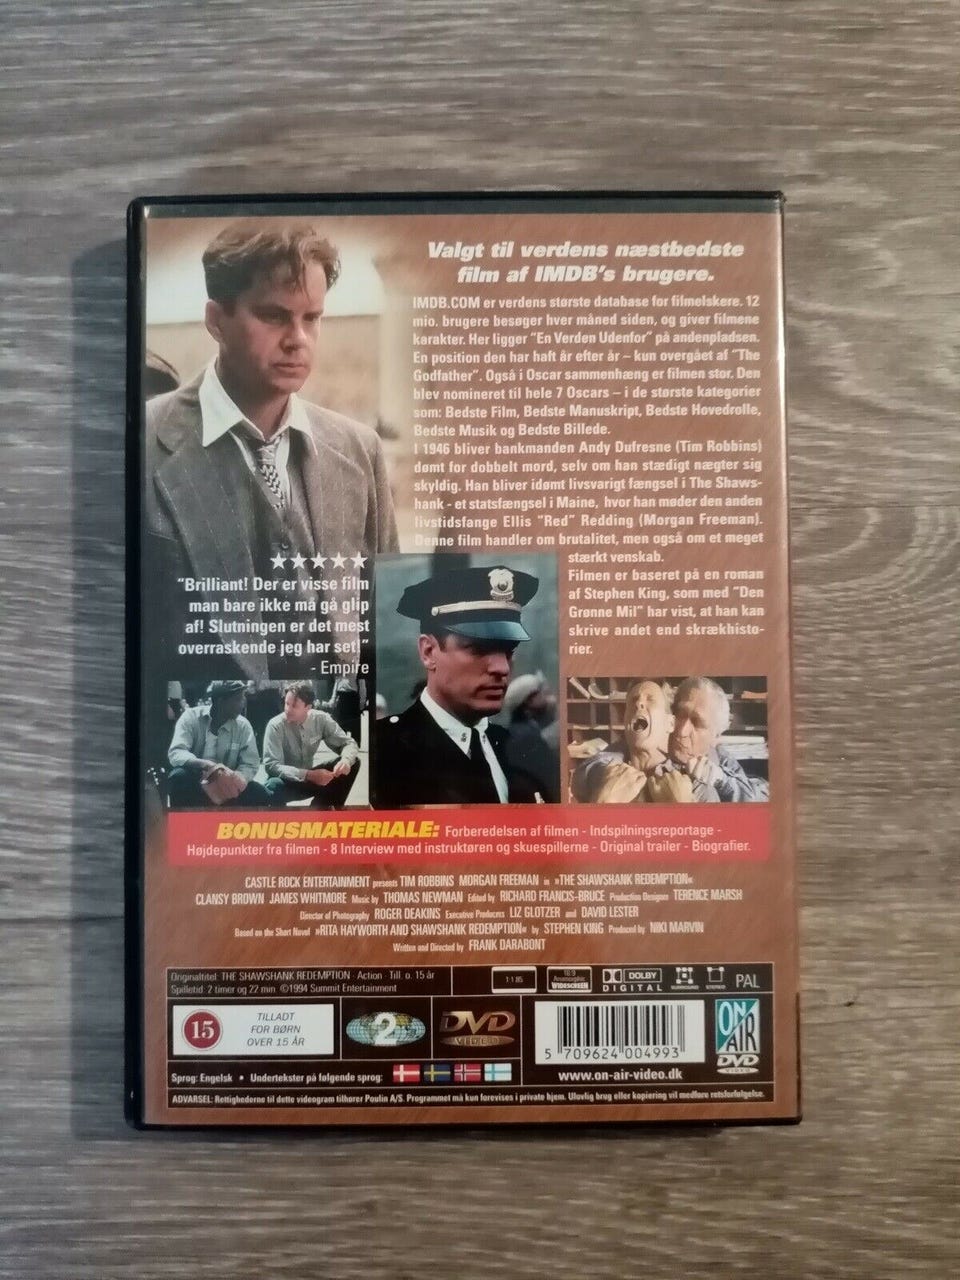 Valgt til verdens næstbedste
film af IMDB's brugere.
IMDB.COM er verdens største database for filmelskere. 12
mio. brugere besøger hver måned siden, og giver filmene
karakter. Her ligger "En Verden Udenfor" på andenpladsen.
En position den har haft år efter år – kun overgået af "The
Godfather". Også i Oscar sammenhæng er filmen stor. Den
blev nomineret til hele 7 Oscars – i de største kategorier
som: Bedste Film, Bedste Manuskript, Bedste Hovedrolle,
Bedste Musik og Bedste Billede.
I 1946 bliver bankmanden Andy Dufresne (Tim Robbins)
dømt for dobbelt mord, selv om han stædigt nægter sig
skyldig. Han bliver idømt livsvarigt fængsel i The Shaws-
hank - et statsfængsel i Maine, hvor han møder den anden
livstidsfange Ellis "Red" Redding (Morgan Freeman).
Denne film handler om brutalitet, men også om et meget
stærkt venskab.
Filmen er baseret på en roman
af Stephen King, som med "Den
Grønne Mil" har vist, at han kan
skrive andet end skrækhisto-
rier.
"Brilliant! Der er visse film
man bare ikke må gå glip
af! Slutningen er det mest
overraskende jeg har set!"
- Empire
BONUSMATERIALE: Forberedelsen af filmen - Indspilningsreportage -
Højdepunkter fra filmen - 8 Interview med instruktøren og skuespillerne - Original trailer - Biografier.
CASTLE ROCK ENTERTAINMENT presents TIM ROBBINS MORGAN FREEMAN in »THE SHAWSHANK REDEMPTION«
CLANSY BROWN JAMES WHITMORE Music by THOMAS NEWMAN Edited by RICHARD FRANCIS-BRUCE Production Designer TERENCE MARSH
Director of Photography ROGER DEAKINS Executive Producers LIZ GLOTZER and DAVID LESTER
Based on the Short Novel »RITA HAYWORTH AND SHAWSHANK REDEMPTION« by STEPHEN KING Produced by NIKI MARVIN
Written and Directed by FRANK DARABONT
Originaltitel: THE SHAWSHANK REDEMPTION · Action · Till. o. 15 år
Spilletid: 2 timer og 22 min. ©1994 Summit Entertainment
1:1.85
16:9
Anamorphic
WIDESCREEN
DOLBY
DIGITAL
SURROUND
STEREO
PAL
15
TILLADT
FOR BØRN
OVER 15 ÅR
2
DVD
VIDEO
5 709624 004993
ON
AIR
DVD
VIDEO
www.on-air-video.dk
Sprog: Engelsk • Undertekster på følgende sprog:
ADVARSEL: Rettighederne til dette videogram tilhører Poulin A/S. Programmet må kun forevises i private hjem. Ulovlig brug eller kopiering vil medføre retsforfølgelse.